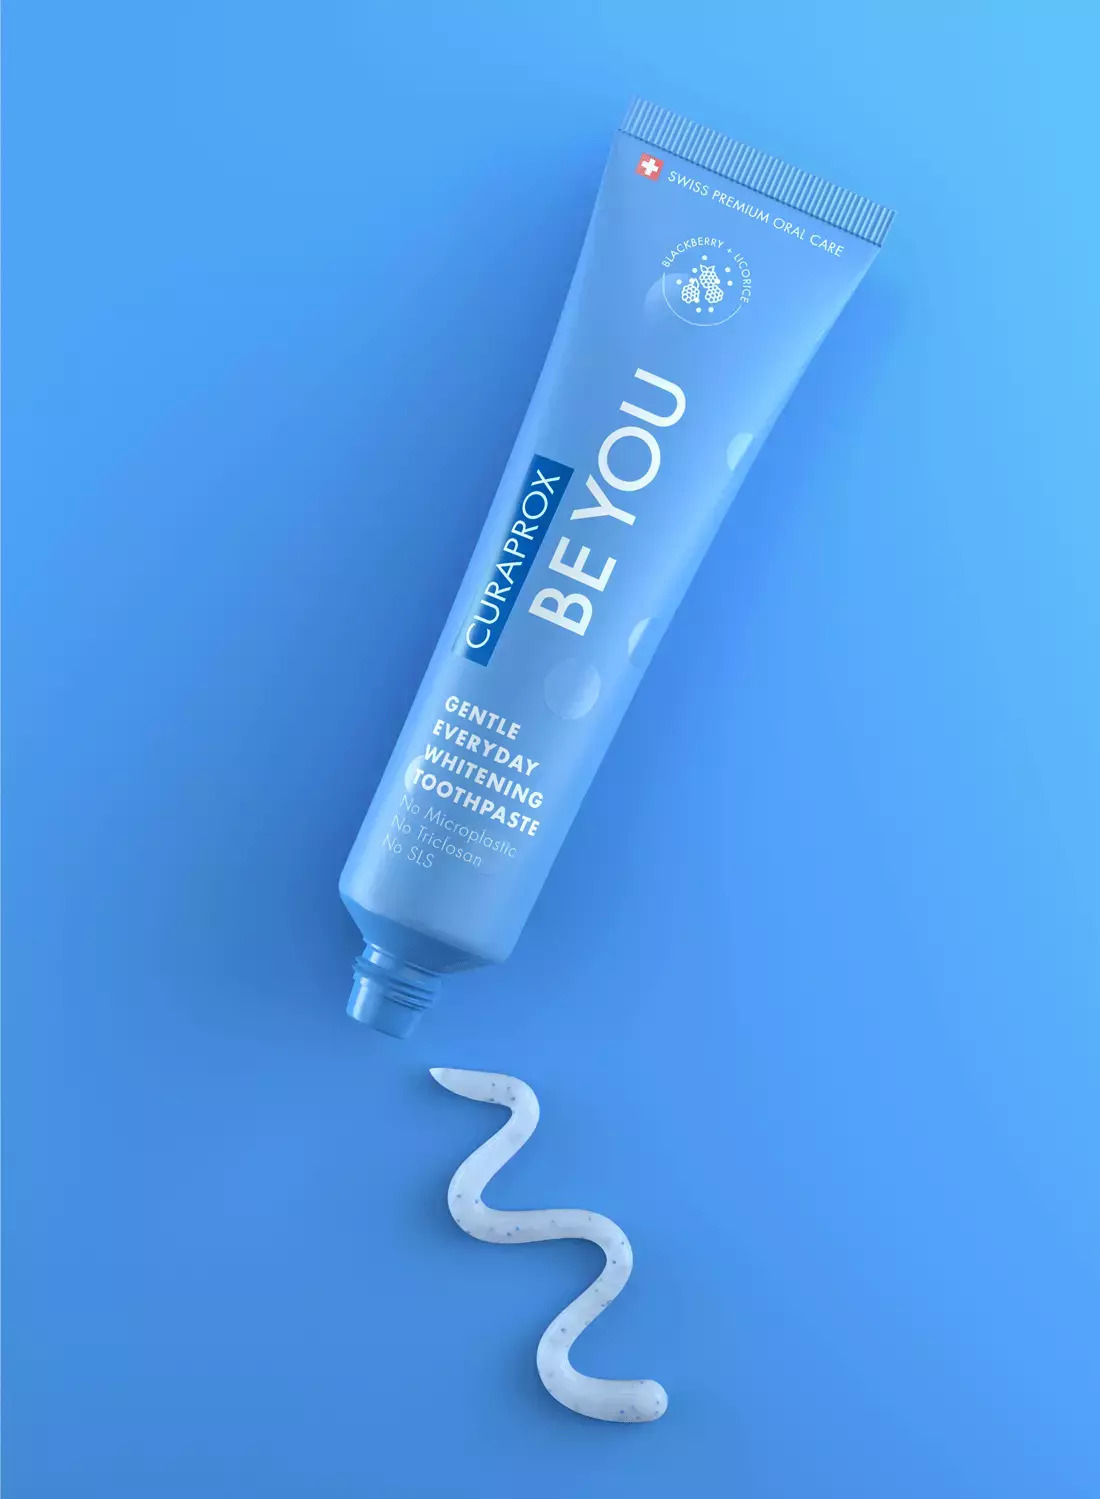 SWISS PREMIUM ORAL CARE
BLACKBERRY + LICORICE
CURAPROX
BE YOU
GENTLE
EVERYDAY
WHITENING
TOOTHPASTE
No Microplastic
No Triclosan
No SLS